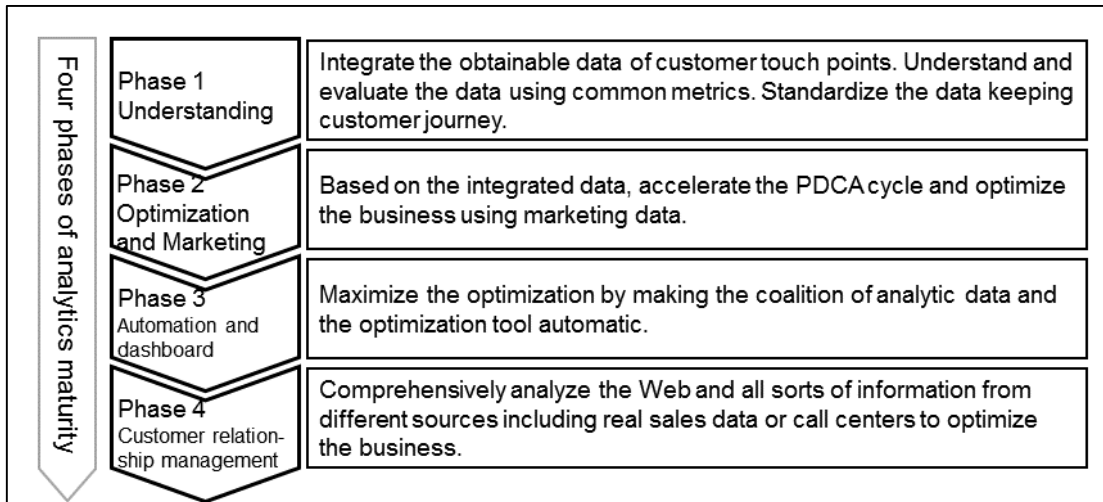 Four phases of analytics maturity
Phase 1
Understanding
Integrate the obtainable data of customer touch points. Understand and
evaluate the data using common metrics. Standardize the data keeping
customer journey.
Phase 2
Optimization
and Marketing
Based on the integrated data, accelerate the PDCA cycle and optimize
the business using marketing data.
Phase 3
Automation and
dashboard
Maximize the optimization by making the coalition of analytic data and
the optimization tool automatic.
Phase 4
Customer relation-
ship management
Comprehensively analyze the Web and all sorts of information from
different sources including real sales data or call centers to optimize
the business.